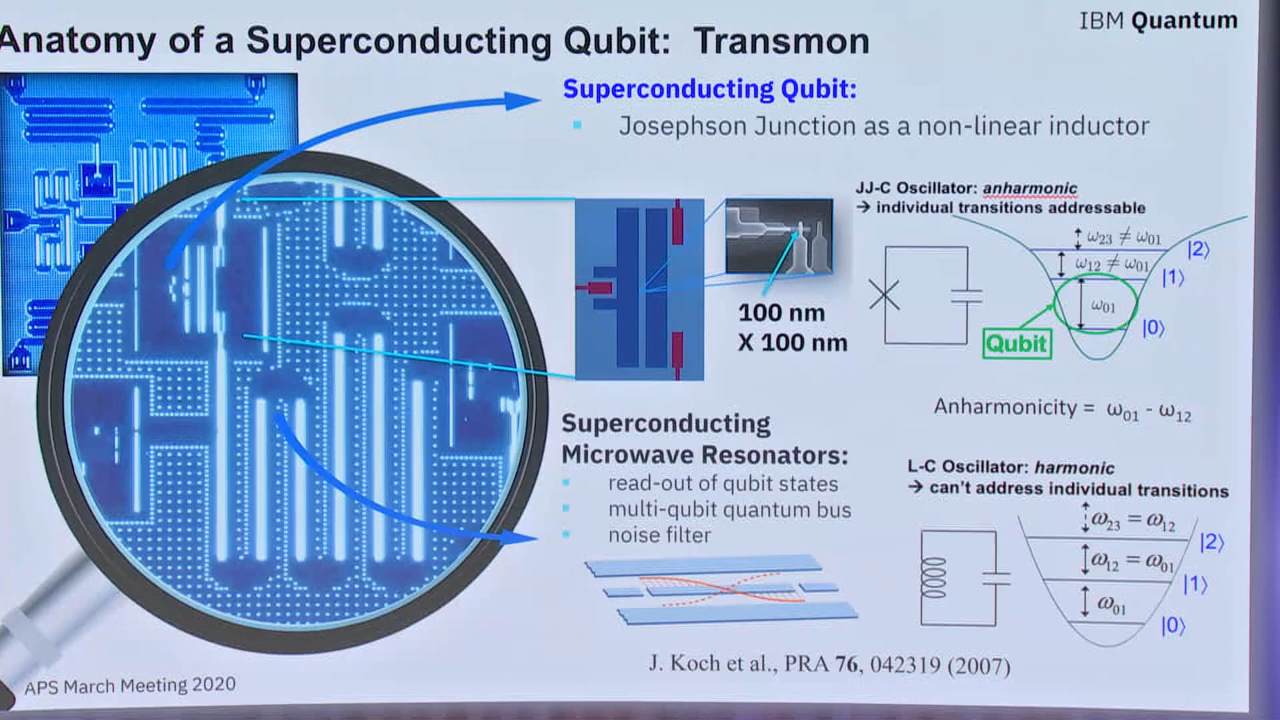 IBM Quantum
Anatomy of a Superconducting Qubit: Transmon
Superconducting Qubit:
Josephson Junction as a non-linear inductor
100 nm
X 100 nm
JJ-C Oscillator: anharmonic
→ individual transitions addressable
ω23 ≠ ω01
|2⟩
ω12 ≠ ω01
|1⟩
ω01
|0⟩
Qubit
Anharmonicity = ω01 - ω12
Superconducting
Microwave Resonators:
read-out of qubit states
multi-qubit quantum bus
noise filter
L-C Oscillator: harmonic
→ can't address individual transitions
ω23 = ω12
|2⟩
ω12 = ω01
|1⟩
ω01
|0⟩
J. Koch et al., PRA 76, 042319 (2007)
APS March Meeting 2020